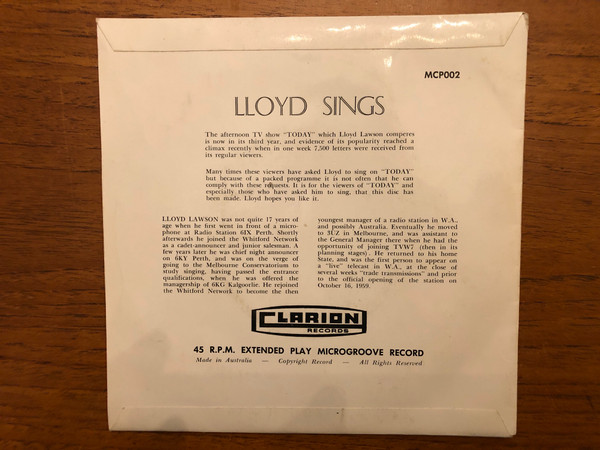 MCP002
LLOYD SINGS
The afternoon TV show "TODAY" which Lloyd Lawson comperes
is now in its third year, and evidence of its popularity reached a
climax recently when in one week 7,500 letters were received from
its regular viewers.
Many times these viewers have asked Lloyd to sing on "TODAY"
but because of a packed programme it is not often that he can
comply with these requests. It is for the viewers of "TODAY" and
especially those who have asked him to sing, that this disc has
been made. Lloyd hopes you like it.
LLOYD LAWSON was not quite 17 years of
age when he first went in front of a micro-
phone at Radio Station 6IX Perth. Shortly
afterwards he joined the Whitford Network
as a cadet-announcer and junior salesman. A
few years later he was chief night announcer
on 6KY Perth, and was on the verge of
going to the Melbourne Conservatorium to
study singing, having passed the entrance
qualifications, when he was offered the
managership of 6KG Kalgoorlie. He rejoined
the Whitford Network to become the then
youngest manager of a radio station in W.A.,
and possibly Australia. Eventually he moved
to 3UZ in Melbourne, and was assistant to
the General Manager there when he had the
opportunity of joining TVW7 (then in its
planning stages). He returned to his home
State, and was the first person to appear on
a "live" telecast in W.A., at the close of
several weeks "trade transmissions" and prior
to the official opening of the station on
October 16, 1959.
CLARION
RECORDS
45 R.P.M. EXTENDED PLAY MICROGROOVE RECORD
Made in Australia — Copyright Record — All Rights Reserved